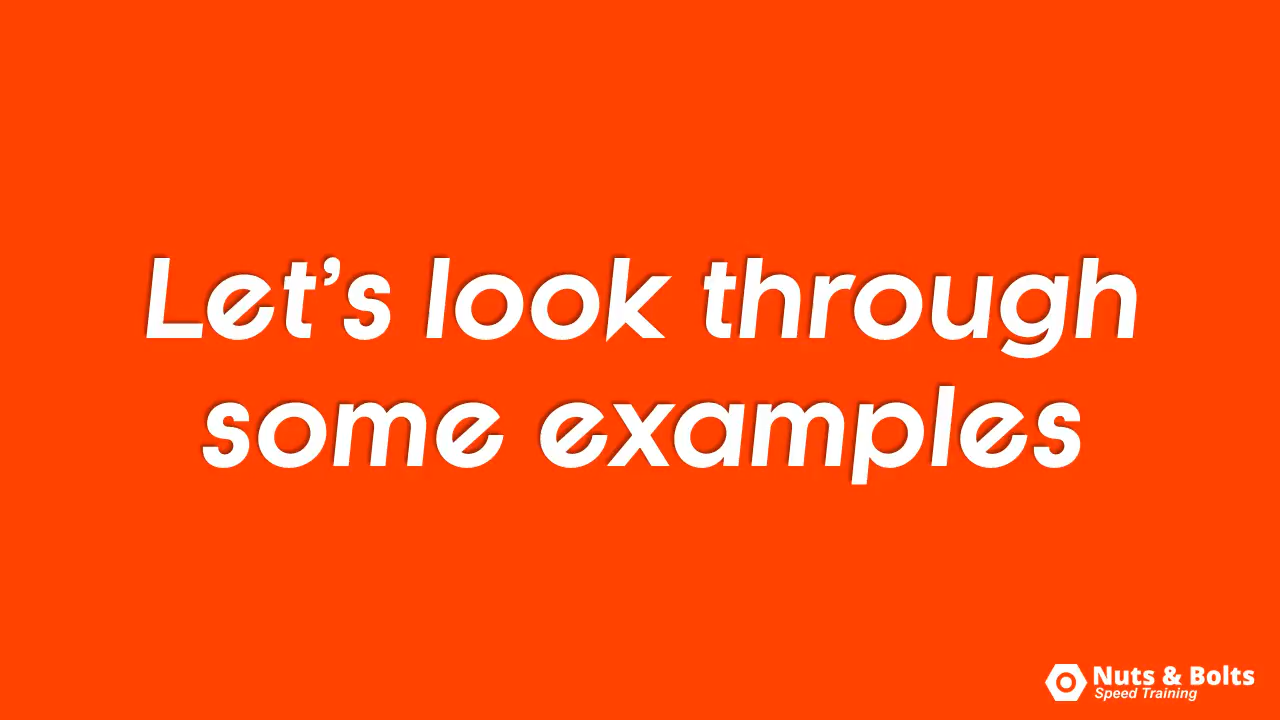 Let’s look through
some examples
Nuts & Bolts
Speed Training